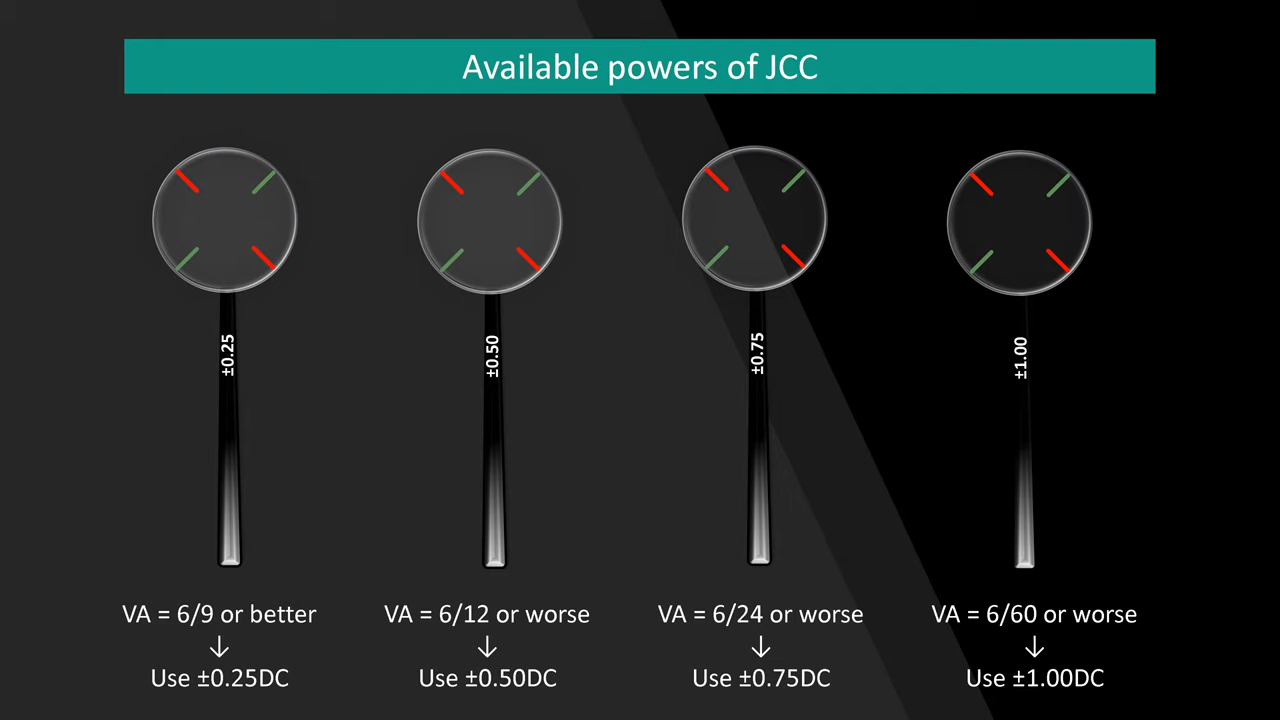 Available powers of JCC
±0.25
±0.50
±0.75
±1.00
VA = 6/9 or better
↓
Use ±0.25DC
VA = 6/12 or worse
↓
Use ±0.50DC
VA = 6/24 or worse
↓
Use ±0.75DC
VA = 6/60 or worse
↓
Use ±1.00DC